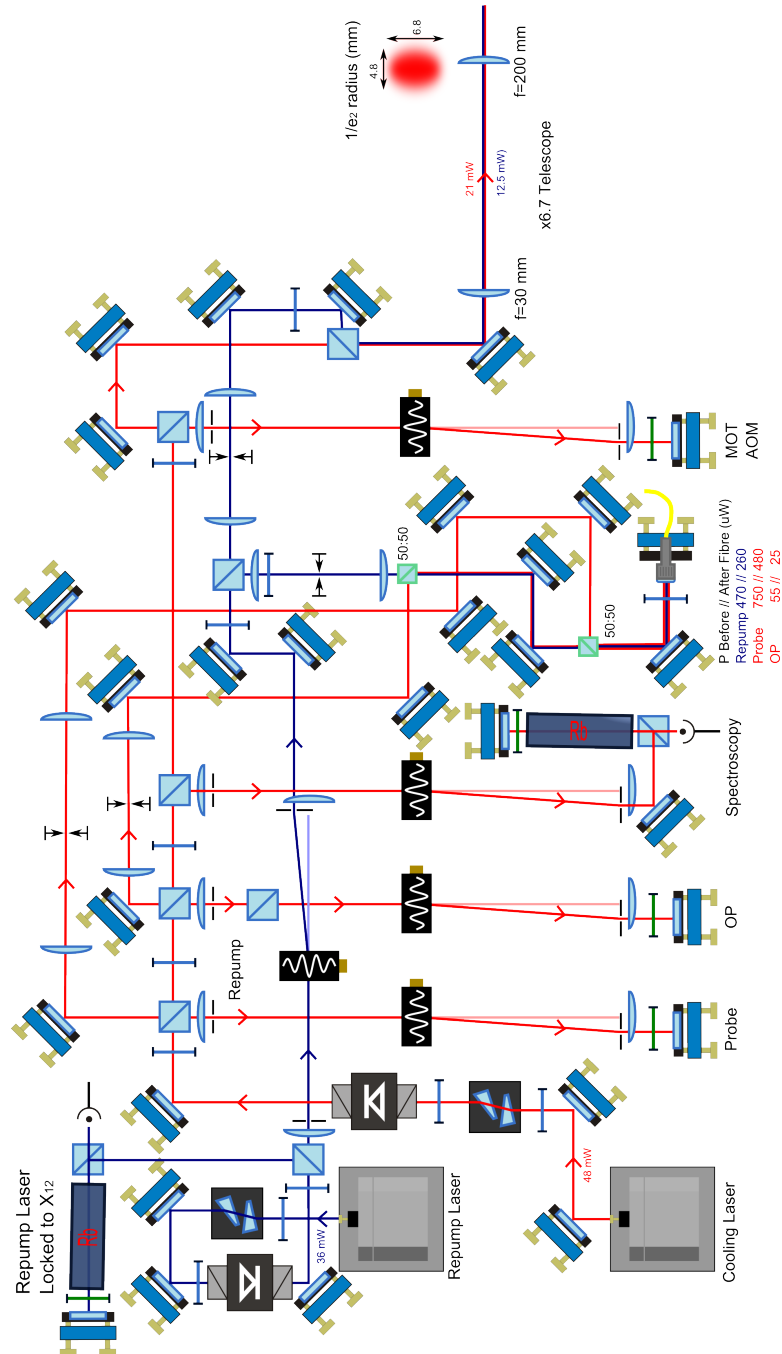 Repump Laser
Locked to X12
36 mW
Repump Laser
48 mW
Cooling Laser
Rb
Repump
Probe
OP
Spectroscopy
Rb
50:50
50:50
P Before // After Fibre (uW)
Repump 470 // 260
Probe 750 // 480
OP 55 // 25
MOT
AOM
f=30 mm
x6.7 Telescope
21 mW
12.5 mW)
f=200 mm
1/e2 radius (mm)
4.8
6.8